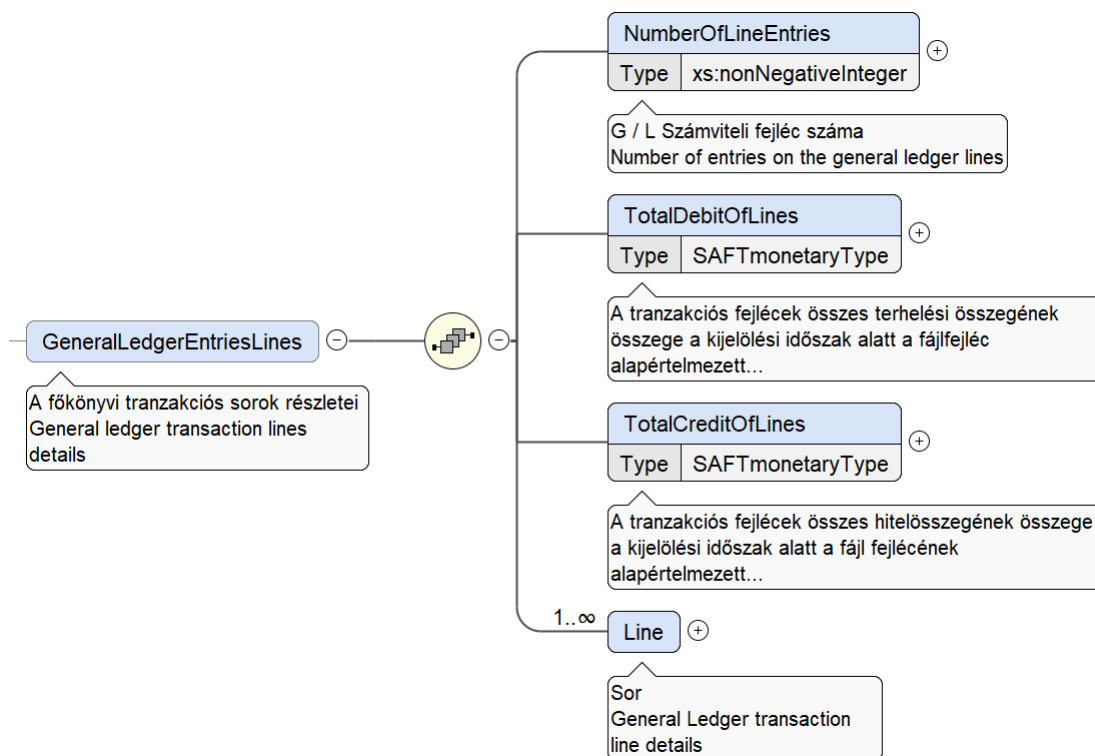 NumberOfLineEntries
Type xs:nonNegativeInteger
G / L Számviteli fejléc száma
Number of entries on the general ledger lines
TotalDebitOfLines
Type SAFTmonetaryType
A tranzakciós fejlécek összes terhelési összegének
összege a kijelölési időszak alatt a fájlfejléc
alapértelmezett...
GeneralLedgerEntriesLines
A főkönyvi tranzakciós sorok részletei
General ledger transaction lines
details
TotalCreditOfLines
Type SAFTmonetaryType
A tranzakciós fejlécek összes hitelösszegének összege
a kijelölési időszak alatt a fájl fejlécének
alapértelmezett...
1..∞
Line
Sor
General Ledger transaction
line details